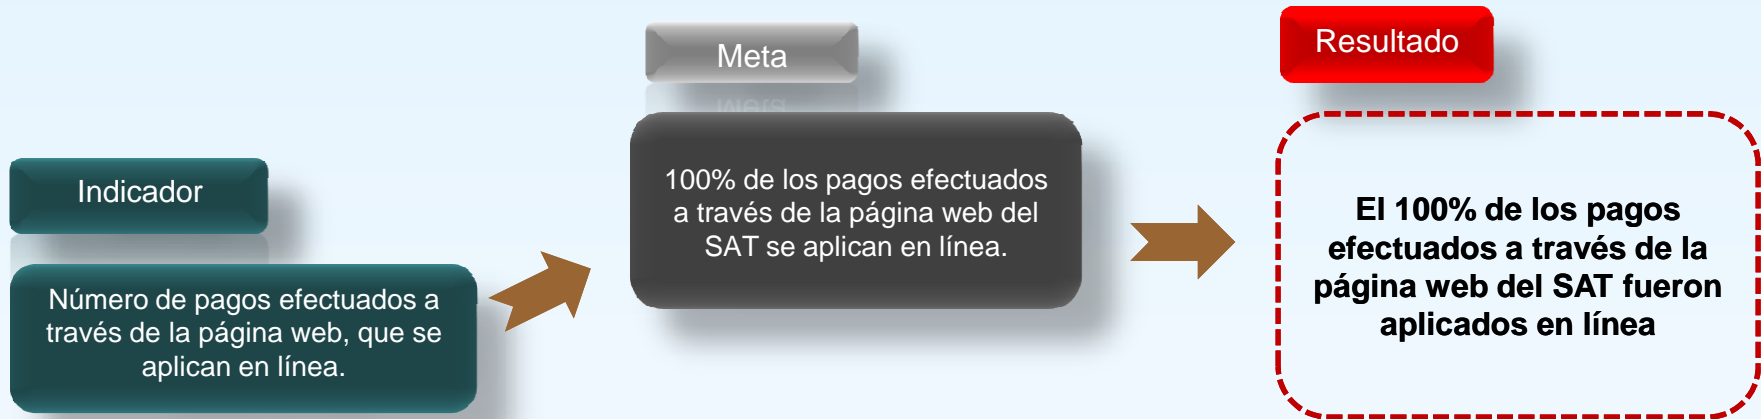 Indicador
Número de pagos efectuados a
través de la página web, que se
aplican en línea.
Meta
100% de los pagos efectuados
a través de la página web del
SAT se aplican en línea.
Resultado
El 100% de los pagos
efectuados a través de la
página web del SAT fueron
aplicados en línea